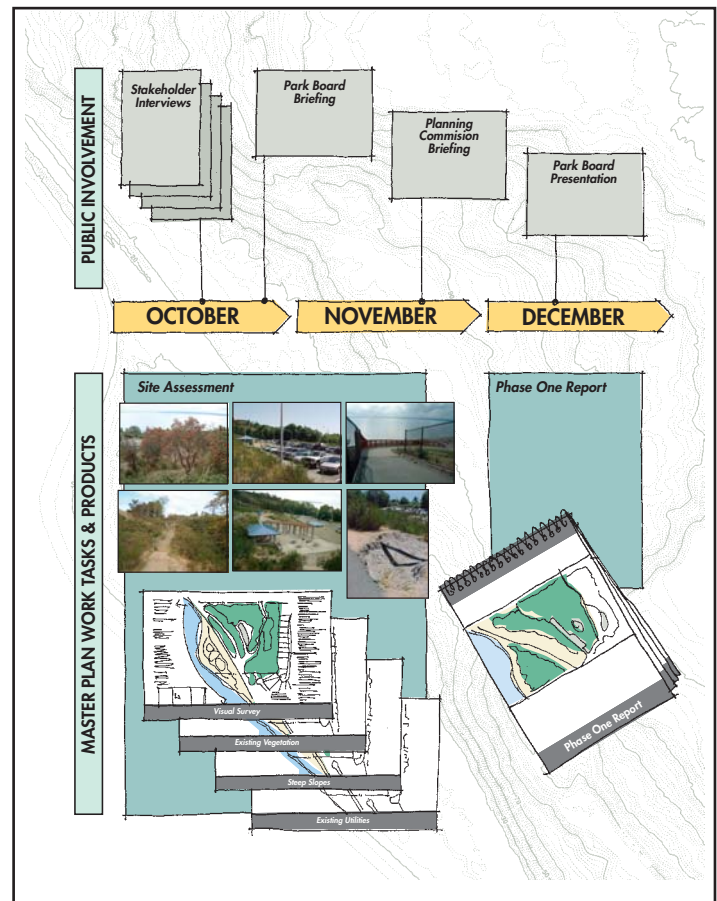 PUBLIC INVOLVEMENT
Stakeholder
Interviews
Park Board
Briefing
Planning
Commision
Briefing
Park Board
Presentation
OCTOBER
NOVEMBER
DECEMBER
MASTER PLAN WORK TASKS & PRODUCTS
Site Assessment
Phase One Report
Visual Survey
Existing Vegetation
Steep Slopes
Existing Utilities
Phase One Report